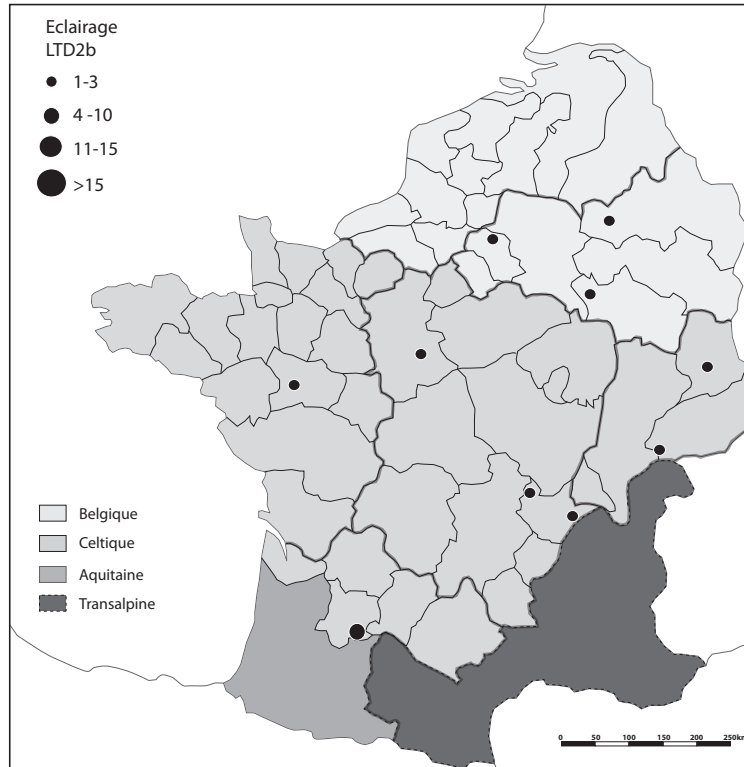 Eclairage
LTD2b
1-3
4 -10
11-15
>15
Belgique
Celtique
Aquitaine
Transalpine
0 50 100 150 200 250km